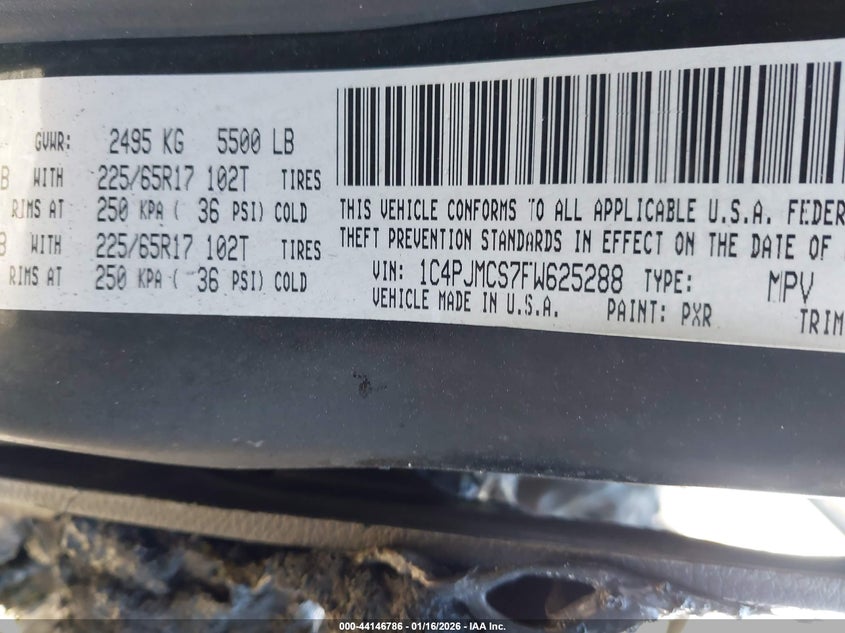 GVWR: 2495 KG 5500 LB
B WITH 225/65R17 102T TIRES
RIMS AT 250 KPA ( 36 PSI) COLD
B WITH 225/65R17 102T TIRES
RIMS AT 250 KPA ( 36 PSI) COLD
THIS VEHICLE CONFORMS TO ALL APPLICABLE U.S.A. FEDER
THEFT PREVENTION STANDARDS IN EFFECT ON THE DATE OF
VIN: 1C4PJMCS7FW625288 TYPE: MPV
VEHICLE MADE IN U.S.A. PAINT: PXR TRIM
000-44146786 - 01/16/2026 - IAA Inc.